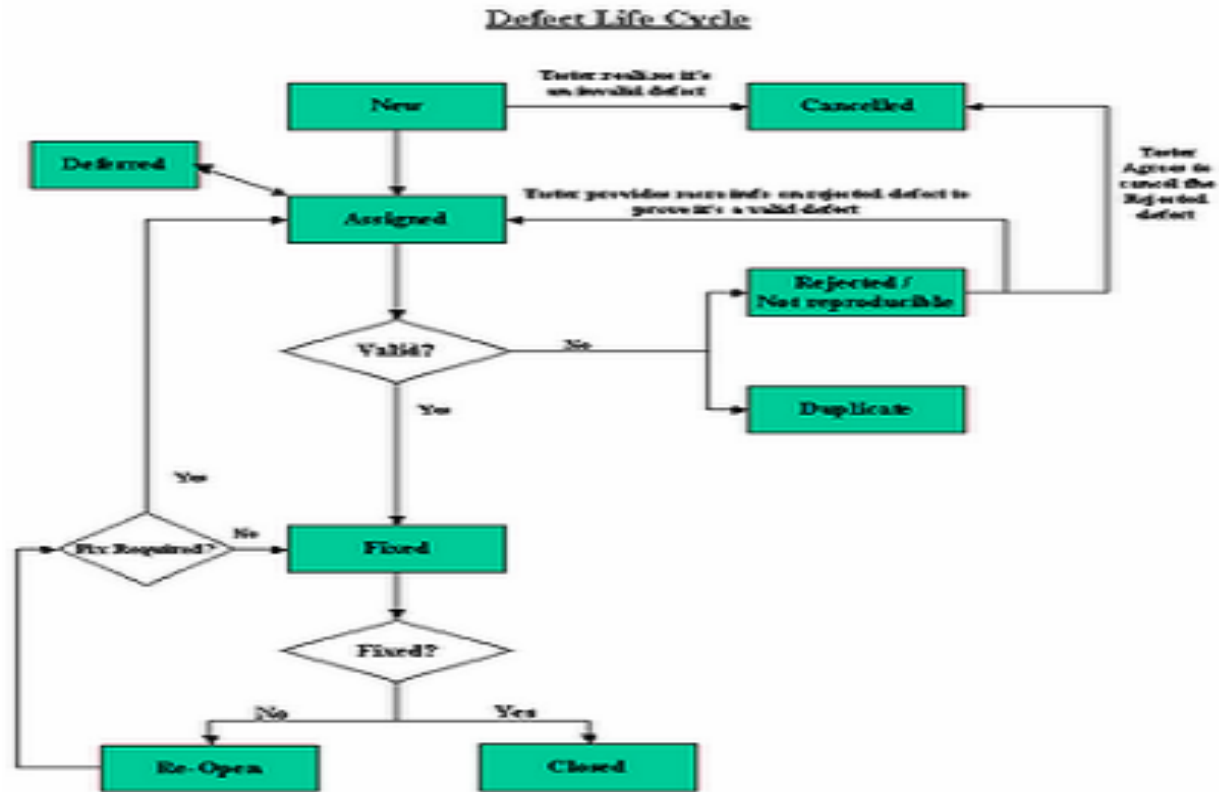 Defect Life Cycle
Tester realizes it's
an invalid defect
New
Cancelled
Deferred
Tester
Agrees to
cancel the
Rejected
defect
Tester provides more info on rejected defect to
prove it's a valid defect
Assigned
Rejected /
Not reproducible
Valid?
No
Duplicate
Yes
Yes
Fix Required?
No
Fixed
Fixed?
No
Yes
Re-Open
Closed